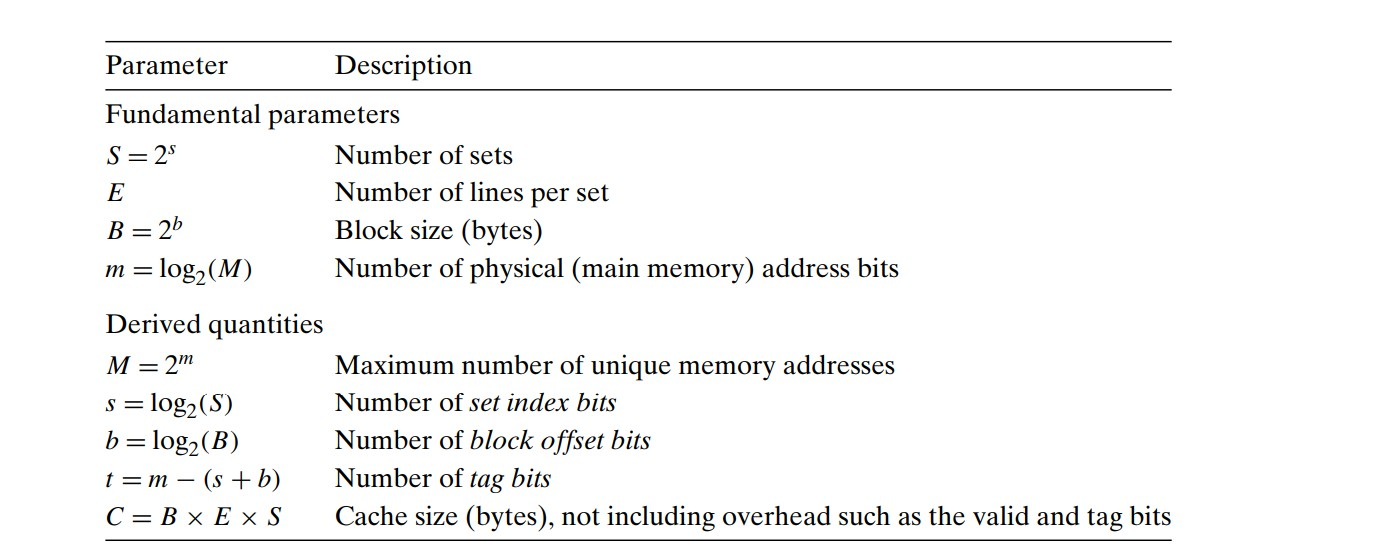 Parameter Description
Fundamental parameters
S = 2^s Number of sets
E Number of lines per set
B = 2^b Block size (bytes)
m = log₂(M) Number of physical (main memory) address bits
Derived quantities
M = 2^m Maximum number of unique memory addresses
s = log₂(S) Number of set index bits
b = log₂(B) Number of block offset bits
t = m − (s + b) Number of tag bits
C = B × E × S Cache size (bytes), not including overhead such as the valid and tag bits